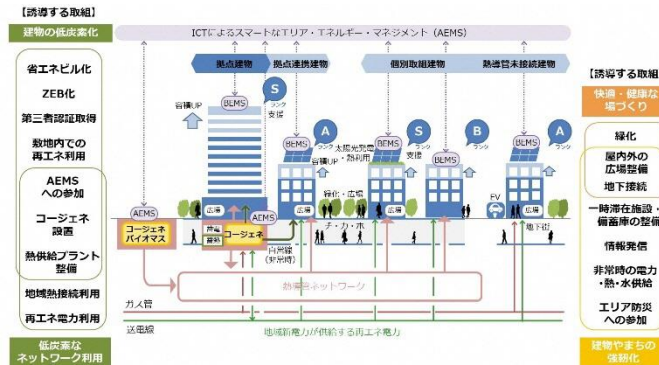 【誘導する取組】
建物の低炭素化
省エネビル化
ZEB化
第三者認証取得
敷地内での
再エネ利用
AEMS
への参加
コージェネ
設置
熱供給プラント
整備
地域熱接続利用
再エネ電力利用
低炭素な
ネットワーク利用
ICTによるスマートなエリア・エネルギー・マネジメント（AEMS）
拠点建物
拠点連携建物
個別取組建物
熱導管未接続建物
容積UP
BEMS
S
ランク
支援
BEMS
A
ランク
容積UP
太陽光発電
・熱利用
BEMS
S
ランク
支援
BEMS
B
ランク
BEMS
A
ランク
緑化・広場
広場
広場
広場
広場
EV
AEMS
コージェネ
バイオマス
AEMS
蓄電
蓄熱
コージェネ
自営線
(非常時)
チ・カ・ホ
地下街
熱導管ネットワーク
ガス管
送電線
地域新電力が供給する再エネ電力
【誘導する取組】
快適・健康な
場づくり
緑化
屋内外の
広場整備
地下接続
一時滞在施設・
備蓄庫の整備
情報発信
非常時の電力
・熱・水供給
エリア防災
への参加
建物やまちの
強靭化